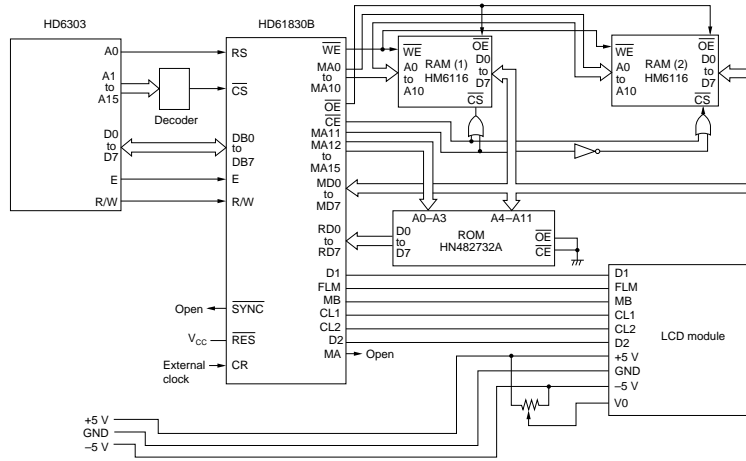 HD6303
A0
A1
to
A15
D0
to
D7
E
R/W
Decoder
HD61830B
RS
CS
DB0
to
DB7
E
R/W
SYNC
RES
CR
Open
VCC
External
clock
WE
MA0
to
MA10
OE
CE
MA11
MA12
to
MA15
MD0
to
MD7
RD0
to
RD7
D1
FLM
MB
CL1
CL2
D2
MA
Open
WE
A0
to
A10
RAM (1)
HM6116
OE
D0
to
D7
CS
WE
A0
to
A10
RAM (2)
HM6116
OE
D0
to
D7
CS
A0–A3
A4–A11
D0
to
D7
ROM
HN482732A
OE
CE
D1
FLM
MB
CL1
CL2
D2
+5 V
GND
–5 V
V0
LCD module
+5 V
GND
–5 V